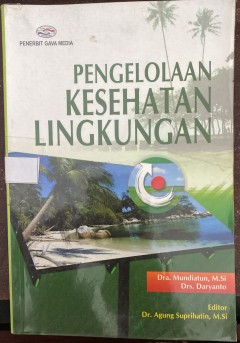 PENERBIT GAVA MEDIA
PENGELOLAAN
KESEHATAN
LINGKUNGAN
Dra. Mundiatun, M.Si
Drs. Daryanto
Editor
Dr. Agung Suprihatin, M.Si